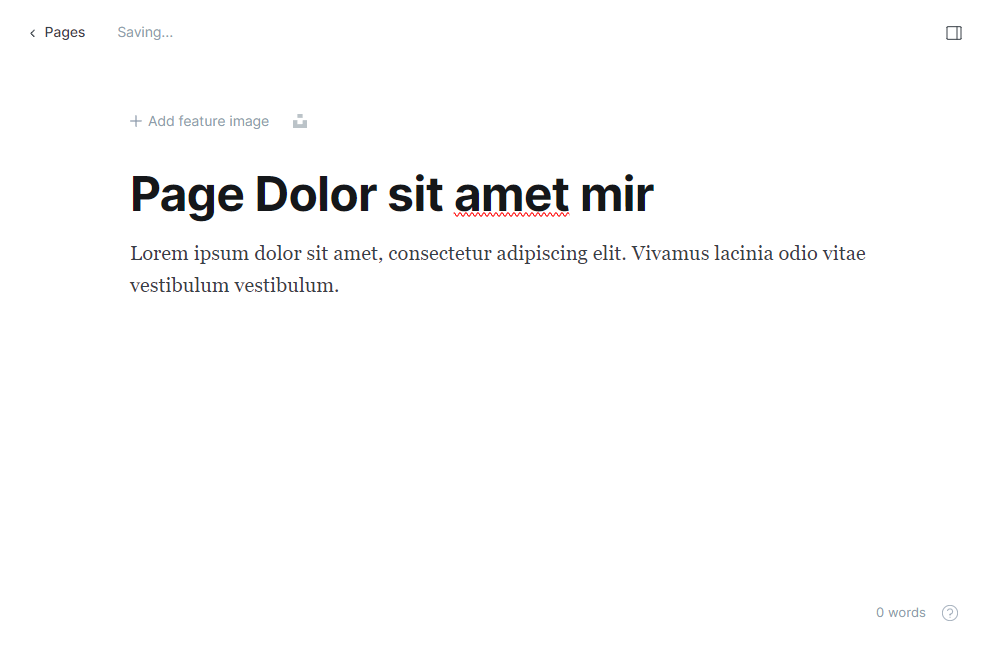 Pages
Saving...
Add feature image
Page Dolor sit amet mir
Lorem ipsum dolor sit amet, consectetur adipiscing elit. Vivamus lacinia odio vitae
vestibulum vestibulum.
0 words
?